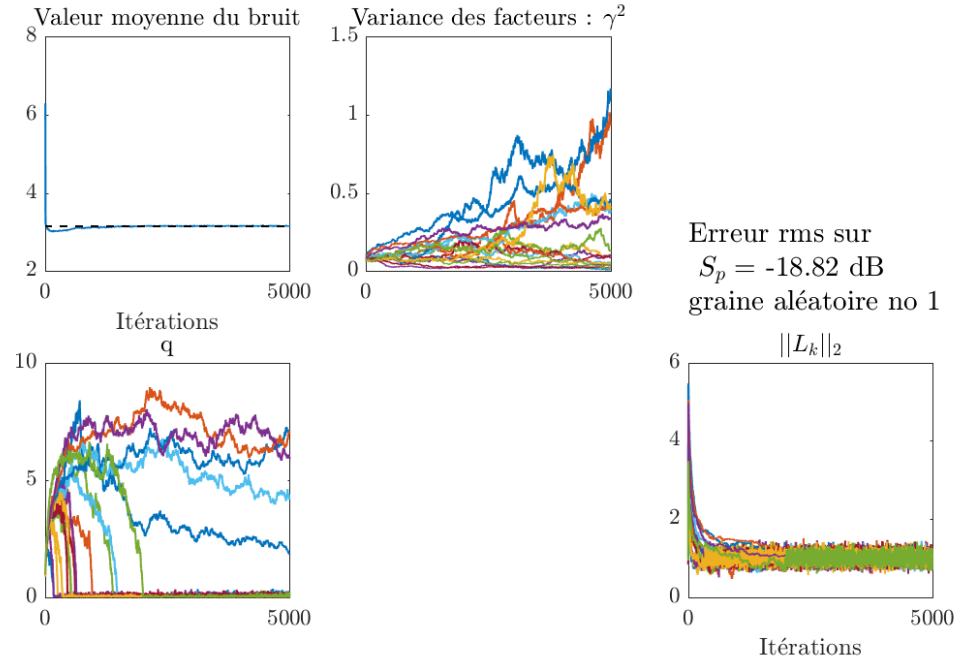 Valeur moyenne du bruit
8
6
4
2
0
5000
Itérations
Variance des facteurs : γ²
1.5
1
0.5
0
0
5000
Erreur rms sur
S_p = -18.82 dB
graine aléatoire no 1
q
10
5
0
0
5000
||L_k||_2
6
4
2
0
0
5000
Itérations